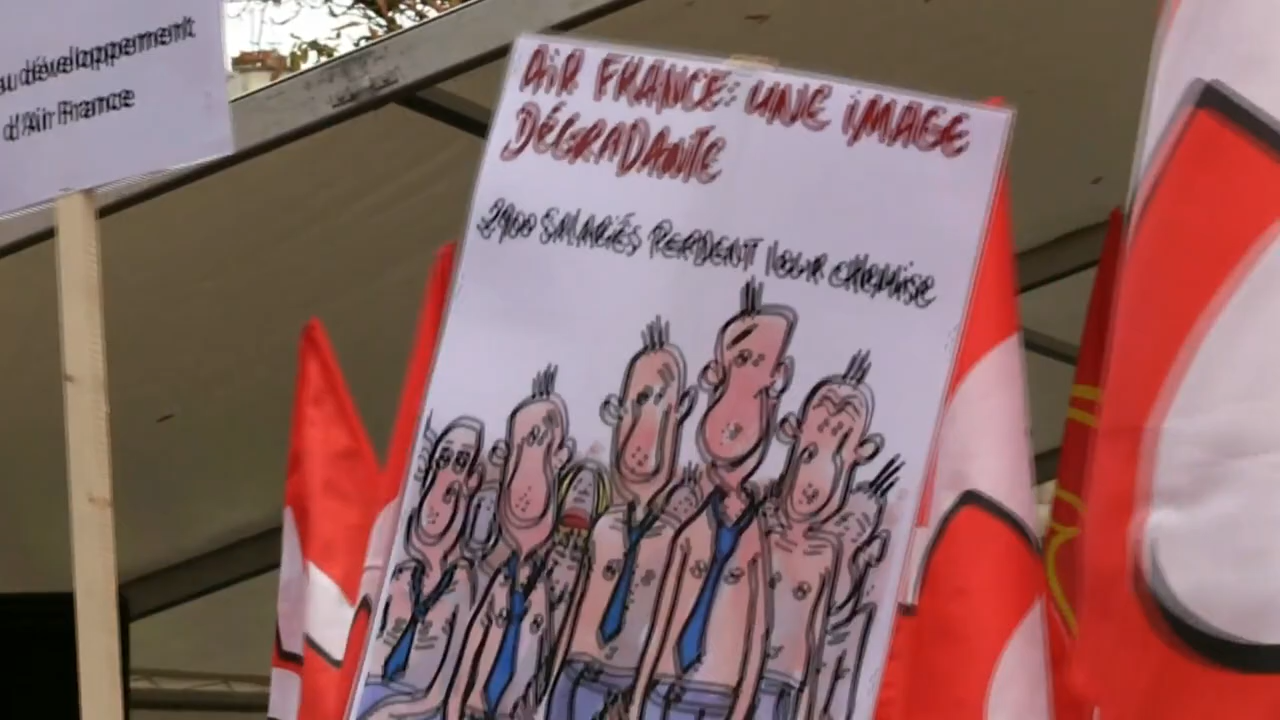 au développement
d'Air France
AiR FRANCE: UNE iMAGE
DÉGRADANTE
2900 SALARIÉS PERDENT lEUR CHEMiSE